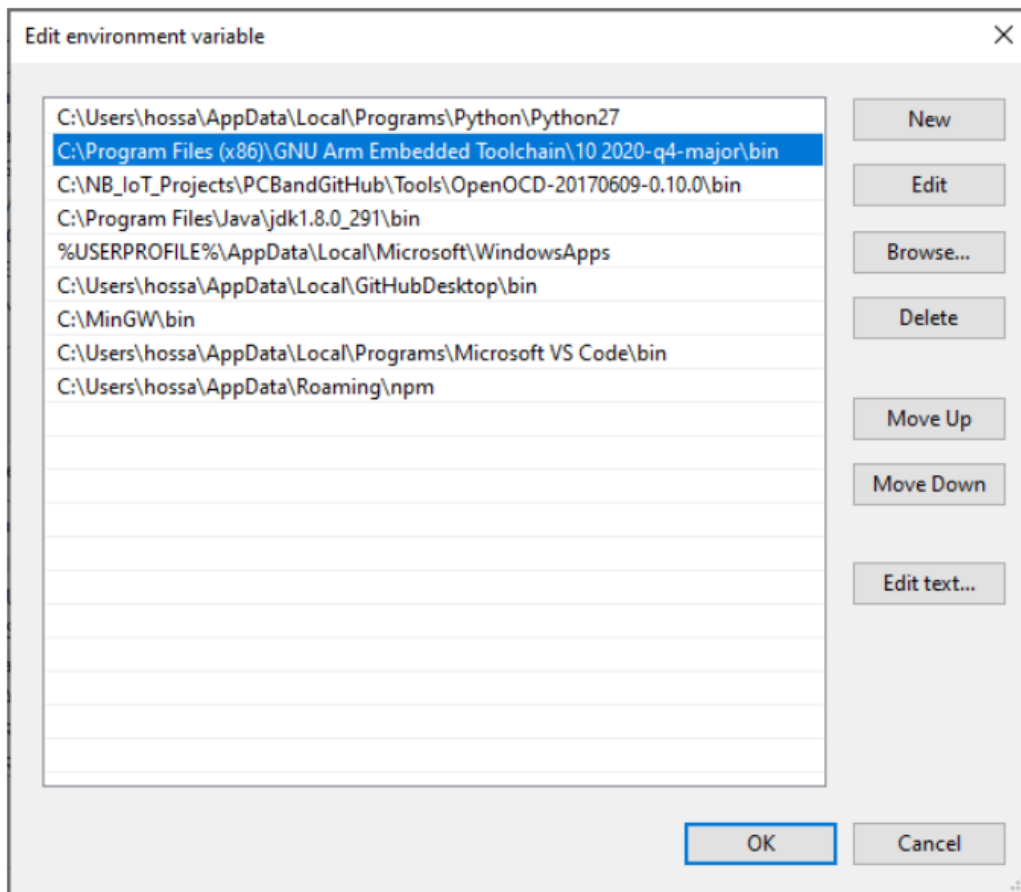 Edit environment variable
C:\Users\hossa\AppData\Local\Programs\Python\Python27
C:\Program Files (x86)\GNU Arm Embedded Toolchain\10 2020-q4-major\bin
C:\NB_IoT_Projects\PCBandGitHub\Tools\OpenOCD-20170609-0.10.0\bin
C:\Program Files\Java\jdk1.8.0_291\bin
%USERPROFILE%\AppData\Local\Microsoft\WindowsApps
C:\Users\hossa\AppData\Local\GitHubDesktop\bin
C:\MinGW\bin
C:\Users\hossa\AppData\Local\Programs\Microsoft VS Code\bin
C:\Users\hossa\AppData\Roaming\npm
New
Edit
Browse...
Delete
Move Up
Move Down
Edit text...
OK
Cancel